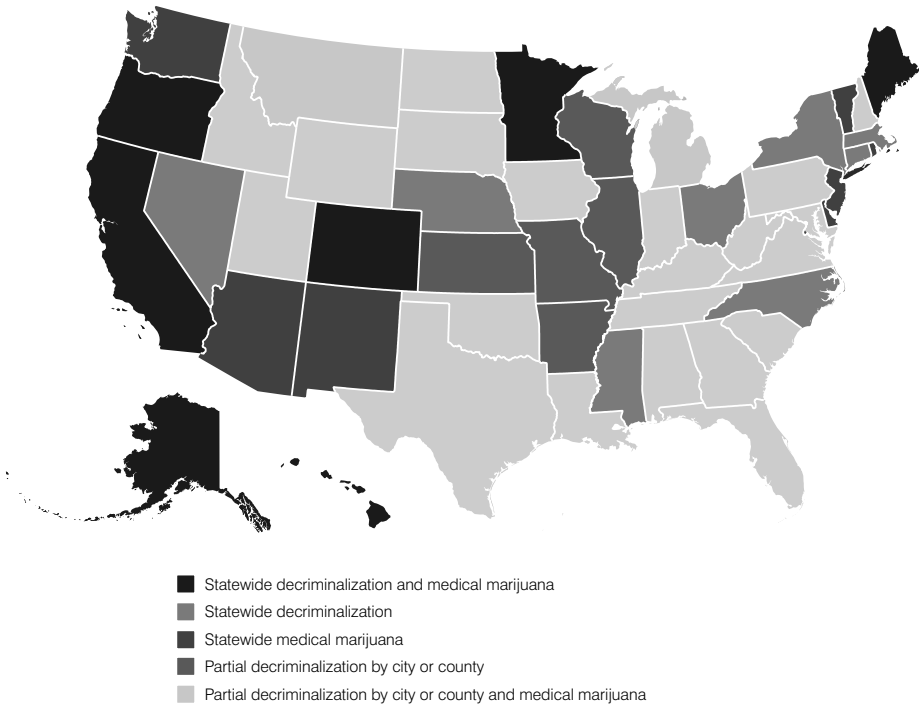 Statewide decriminalization and medical marijuana
Statewide decriminalization
Statewide medical marijuana
Partial decriminalization by city or county
Partial decriminalization by city or county and medical marijuana